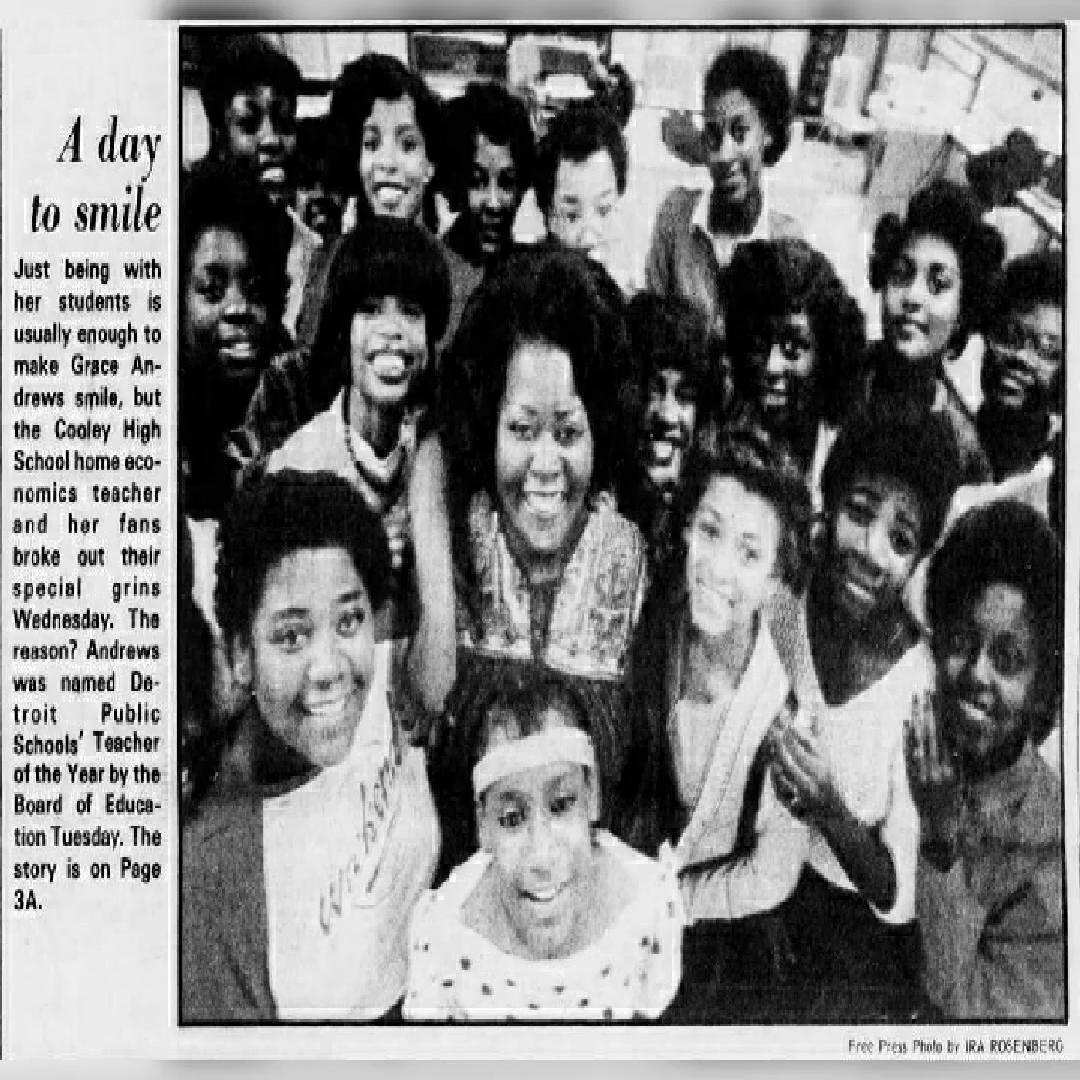 A day
to smile
Just being with
her students is
usually enough to
make Grace An-
drews smile, but
the Cooley High
School home eco-
nomics teacher
and her fans
broke out their
special grins
Wednesday. The
reason? Andrews
was named De-
troit Public
Schools' Teacher
of the Year by the
Board of Educa-
tion Tuesday. The
story is on Page
3A.
Free Press Photo by IRA ROSENBERG